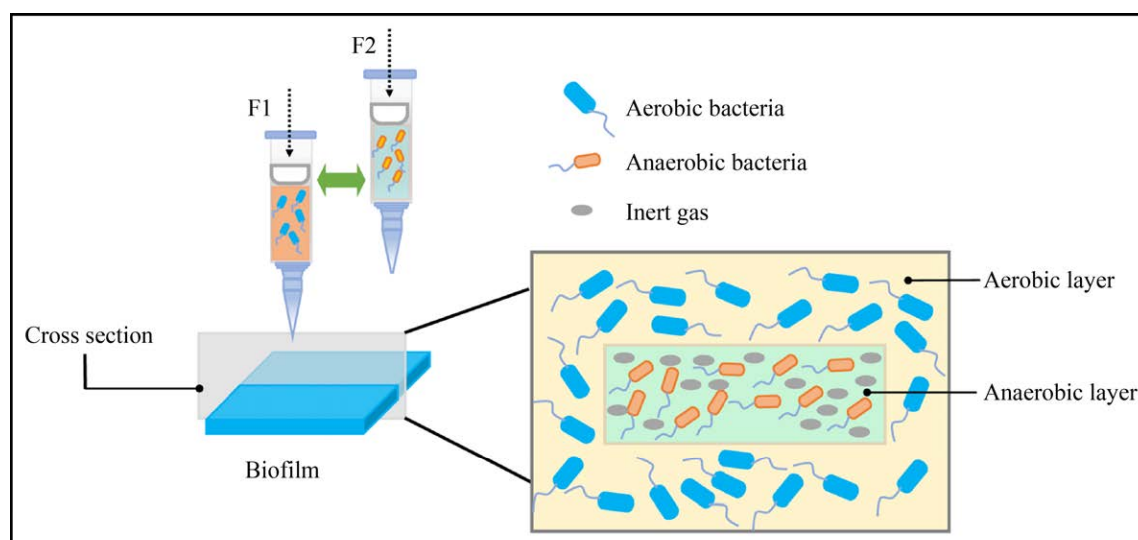 F2
F1
Aerobic bacteria
Anaerobic bacteria
Inert gas
Cross section
Aerobic layer
Anaerobic layer
Biofilm